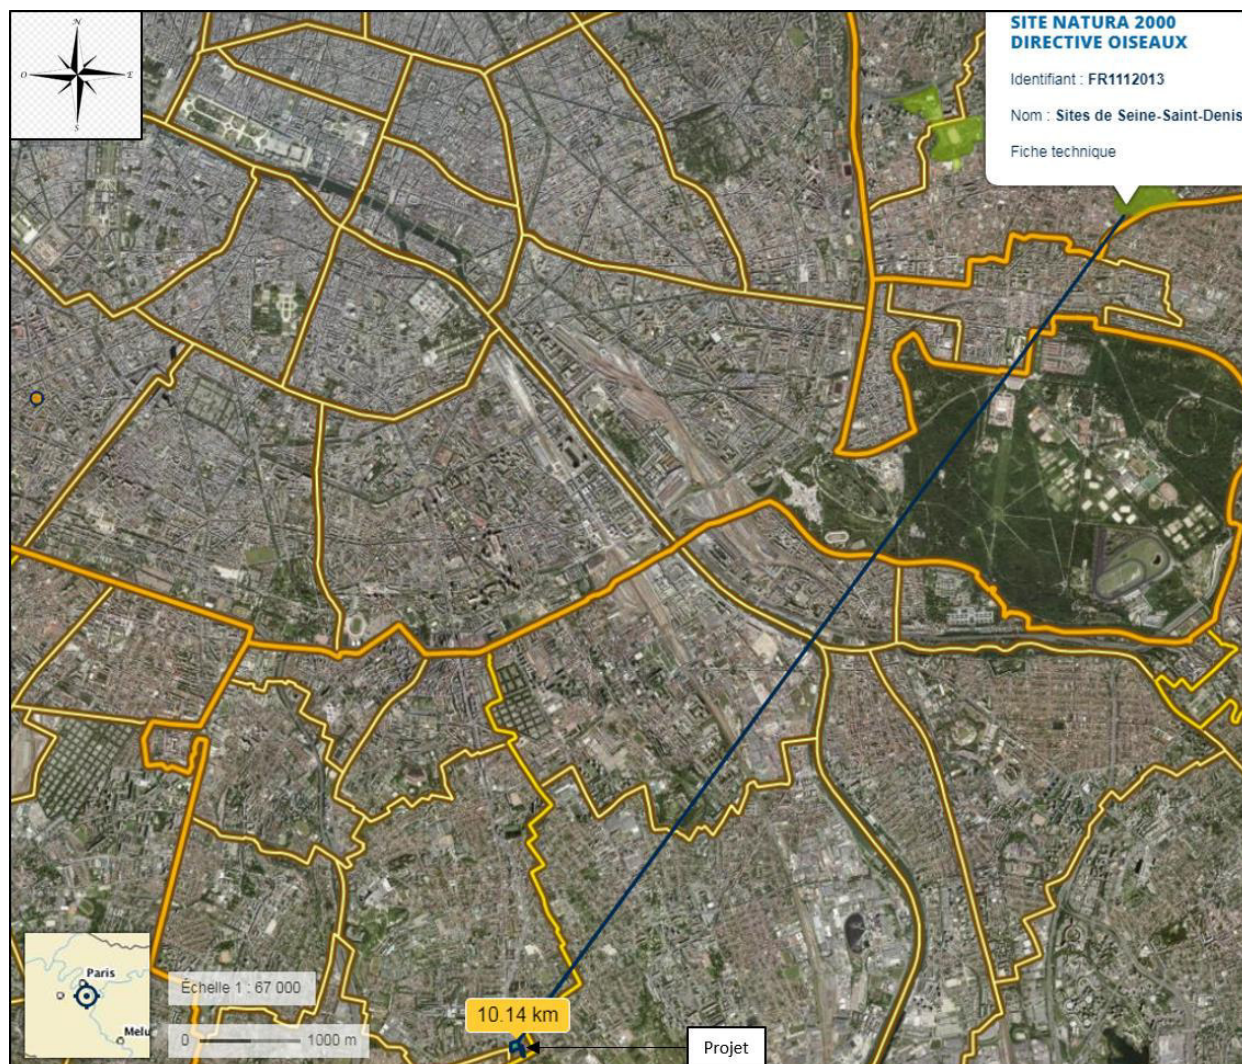 N
O
E
S
SITE NATURA 2000
DIRECTIVE OISEAUX
Identifiant : FR1112013
Nom : Sites de Seine-Saint-Denis
Fiche technique
Paris
Melu
Échelle 1 : 67 000
0 1000 m
10.14 km
Projet